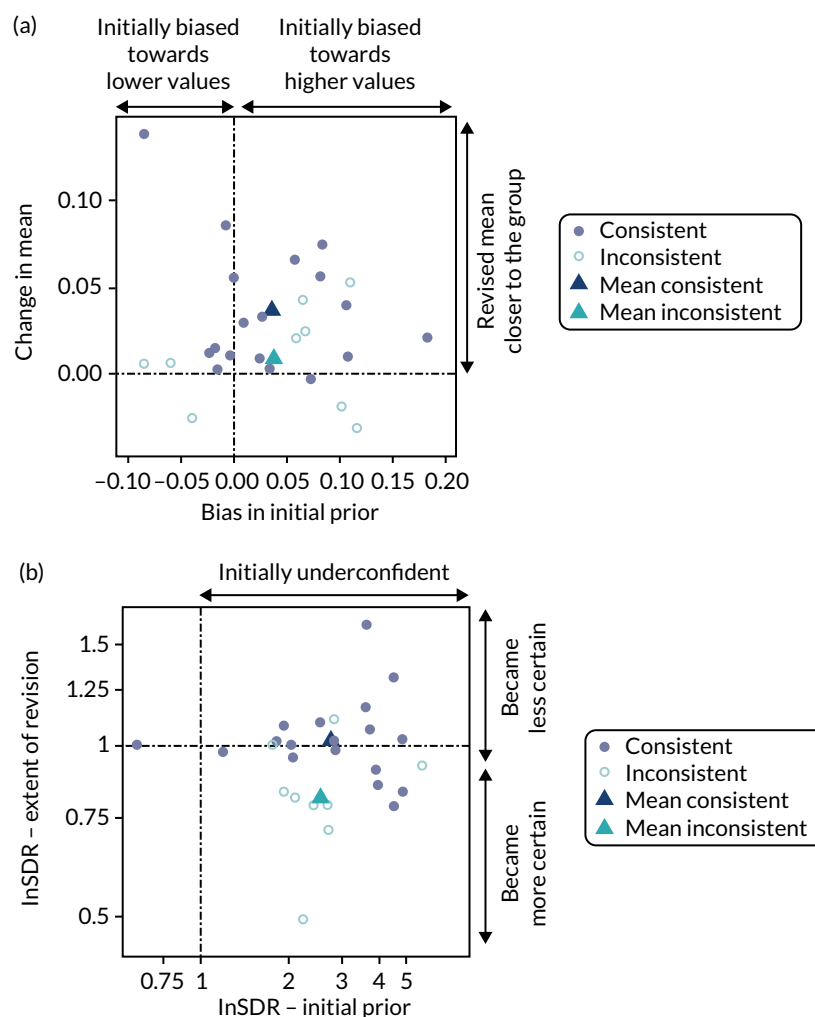 (a)
Initially biased
towards
lower values
Initially biased
towards
higher values
Change in mean
0.10
0.05
0.00
−0.10
−0.05
0.00
0.05
0.10
0.15
0.20
Bias in initial prior
Revised mean
closer to the group
Consistent
Inconsistent
Mean consistent
Mean inconsistent
(b)
Initially underconfident
lnSDR – extent of revision
1.5
1.25
1
0.75
0.5
0.75
1
2
3
4
5
lnSDR – initial prior
Became
less certain
Became
more certain
Consistent
Inconsistent
Mean consistent
Mean inconsistent